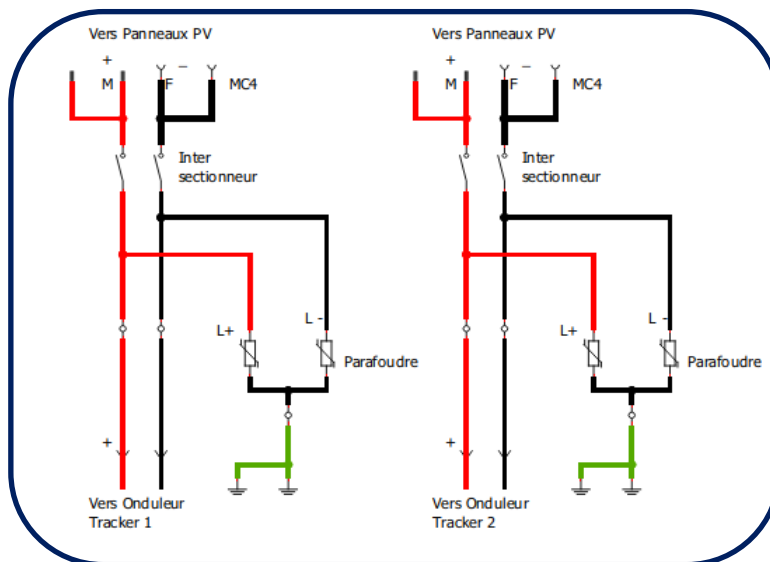 Vers Panneaux PV
+
–
M
F
MC4
Inter
sectionneur
L+
L -
Parafoudre
+
Vers Onduleur
Tracker 1
Vers Panneaux PV
+
–
M
F
MC4
Inter
sectionneur
L+
L -
Parafoudre
+
Vers Onduleur
Tracker 2